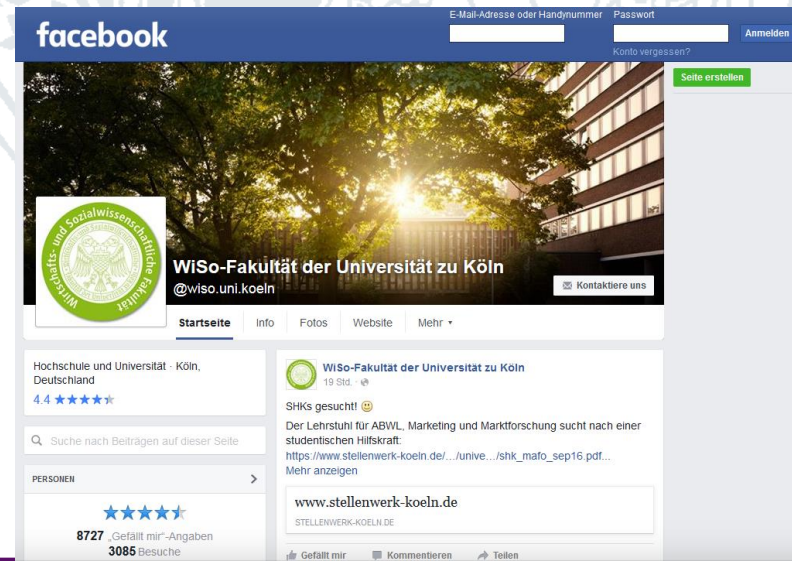 facebook
E-Mail-Adresse oder Handynummer
Passwort
Anmelden
Konto vergessen?
Seite erstellen
Wirtschafts- und Sozialwissenschaftliche Fakultät
WiSo-Fakultät der Universität zu Köln
@wiso.uni.koeln
Kontaktiere uns
Startseite Info Fotos Website Mehr
Hochschule und Universität · Köln,
Deutschland
4.4
Suche nach Beiträgen auf dieser Seite
PERSONEN
8727 „Gefällt mir“-Angaben
3085 Besuche
WiSo-Fakultät der Universität zu Köln
19 Std. ·
SHKs gesucht!
Der Lehrstuhl für ABWL, Marketing und Marktforschung sucht nach einer
studentischen Hilfskraft:
https://www.stellenwerk-koeln.de/.../unive.../shk_mafo_sep16.pdf...
Mehr anzeigen
www.stellenwerk-koeln.de
STELLENWERK-KOELN.DE
Gefällt mir Kommentieren Teilen